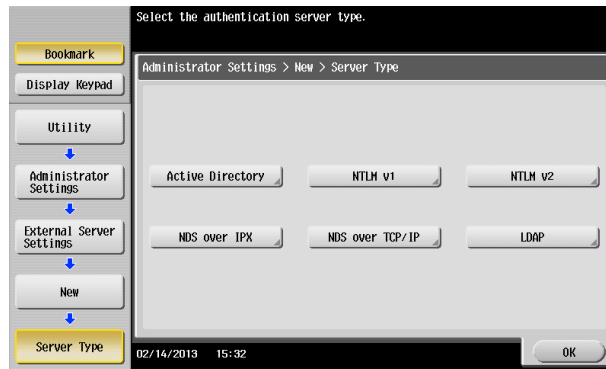 Select the authentication server type.
Bookmark
Display Keypad
Utility
Administrator
Settings
External Server
Settings
New
Server Type
Administrator Settings > New > Server Type
Active Directory
NTLM v1
NTLM v2
NDS over IPX
NDS over TCP/IP
LDAP
02/14/2013 15:32
OK